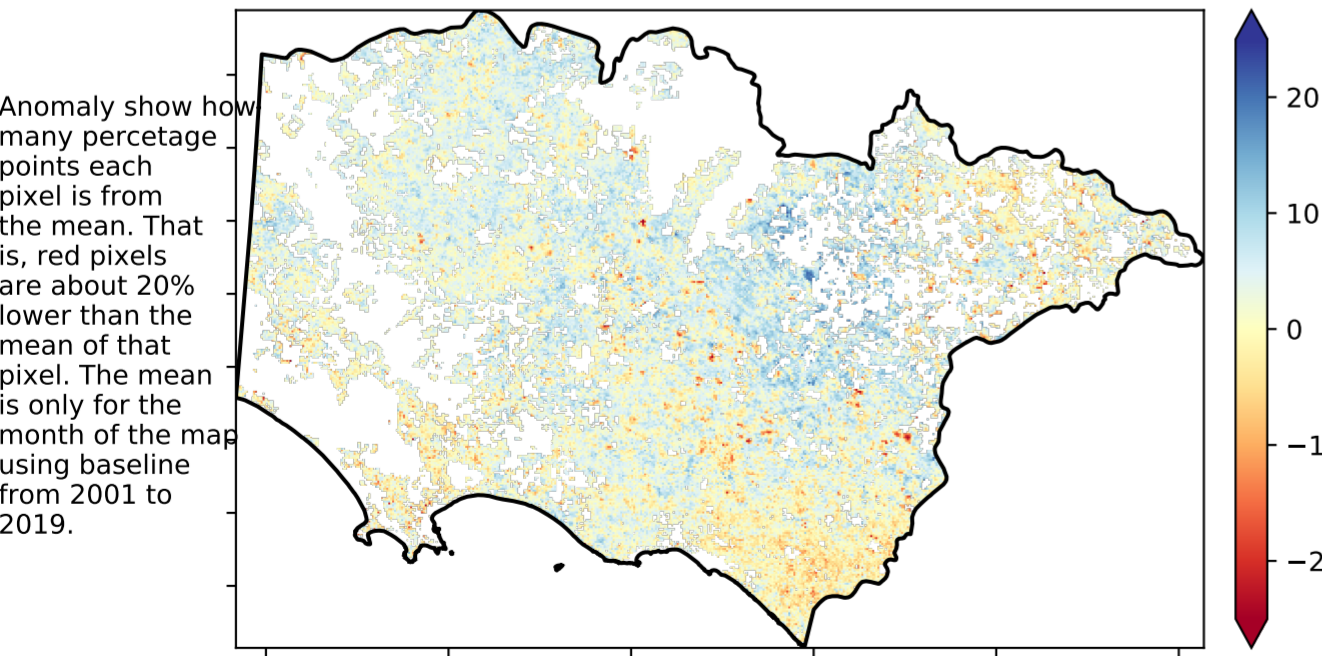 Anomaly show how
many percetage
points each
pixel is from
the mean. That
is, red pixels
are about 20%
lower than the
mean of that
pixel. The mean
is only for the
month of the map
using baseline
from 2001 to
2019.
20
10
0
−1
−2